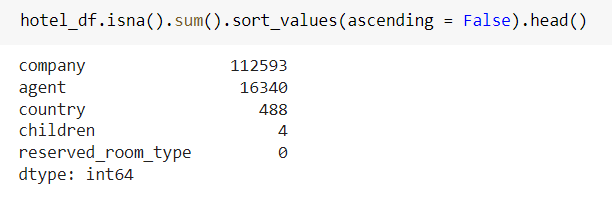 hotel_df.isna().sum().sort_values(ascending = False).head()
company 112593
agent 16340
country 488
children 4
reserved_room_type 0
dtype: int64